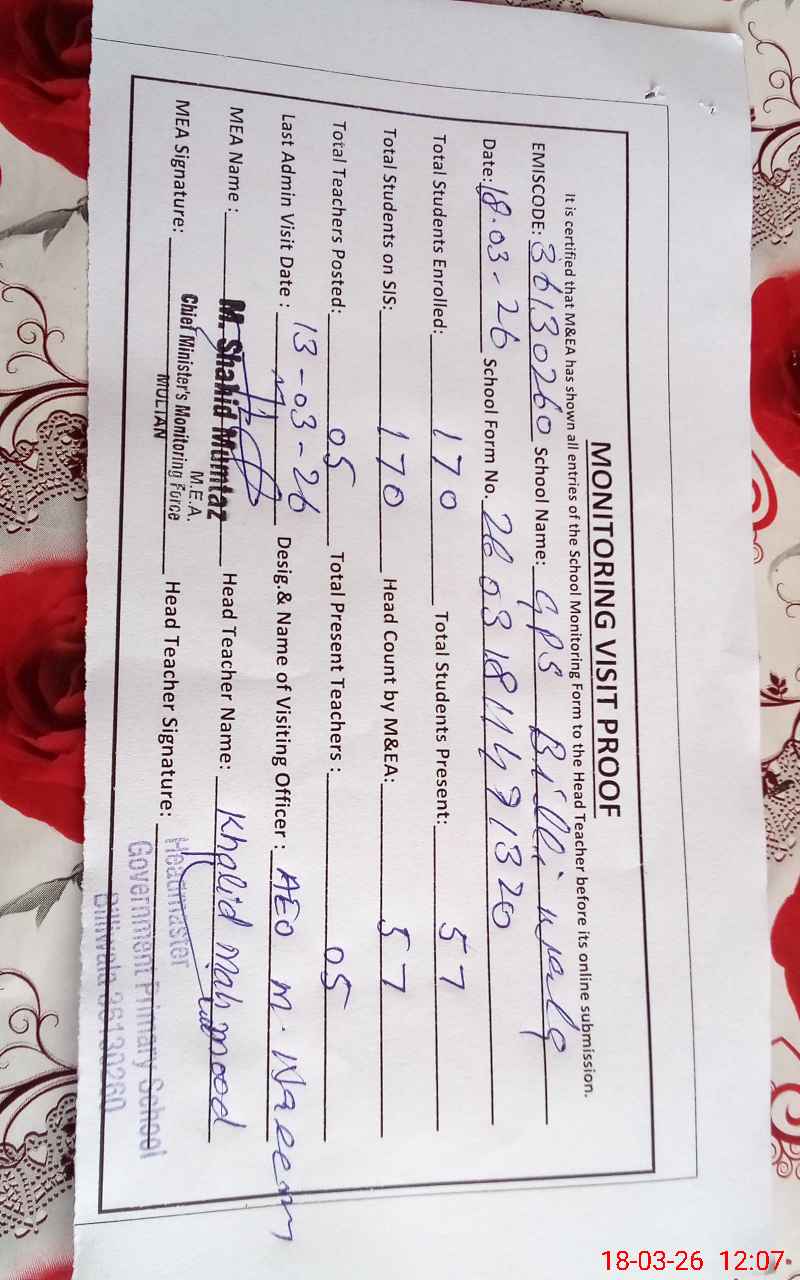 MONITORING VISIT PROOF
It is certified that M&EA has shown all entries of the School Monitoring Form to the Head Teacher before its online submission.
EMISCODE: 36130260 School Name: GPS Billi wala
Date: 18-03-26 School Form No. 26031811491320
Total Students Enrolled: 170 Total Students Present: 57
Total Students on SIS: 170 Head Count by M&EA: 57
Total Teachers Posted: 05 Total Present Teachers : 05
Last Admin Visit Date : 13-03-26 Desig.& Name of Visiting Officer : AEO M. Naeem
MEA Name : M. Shahid Mumtaz Head Teacher Name: Khalid Mahmood
M.E.A.
MEA Signature: Chief Minister's Monitoring Force Head Teacher Signature: Headmaster
MULTAN
Government Primary School
Billiwala 36130260
18-03-26 12:07